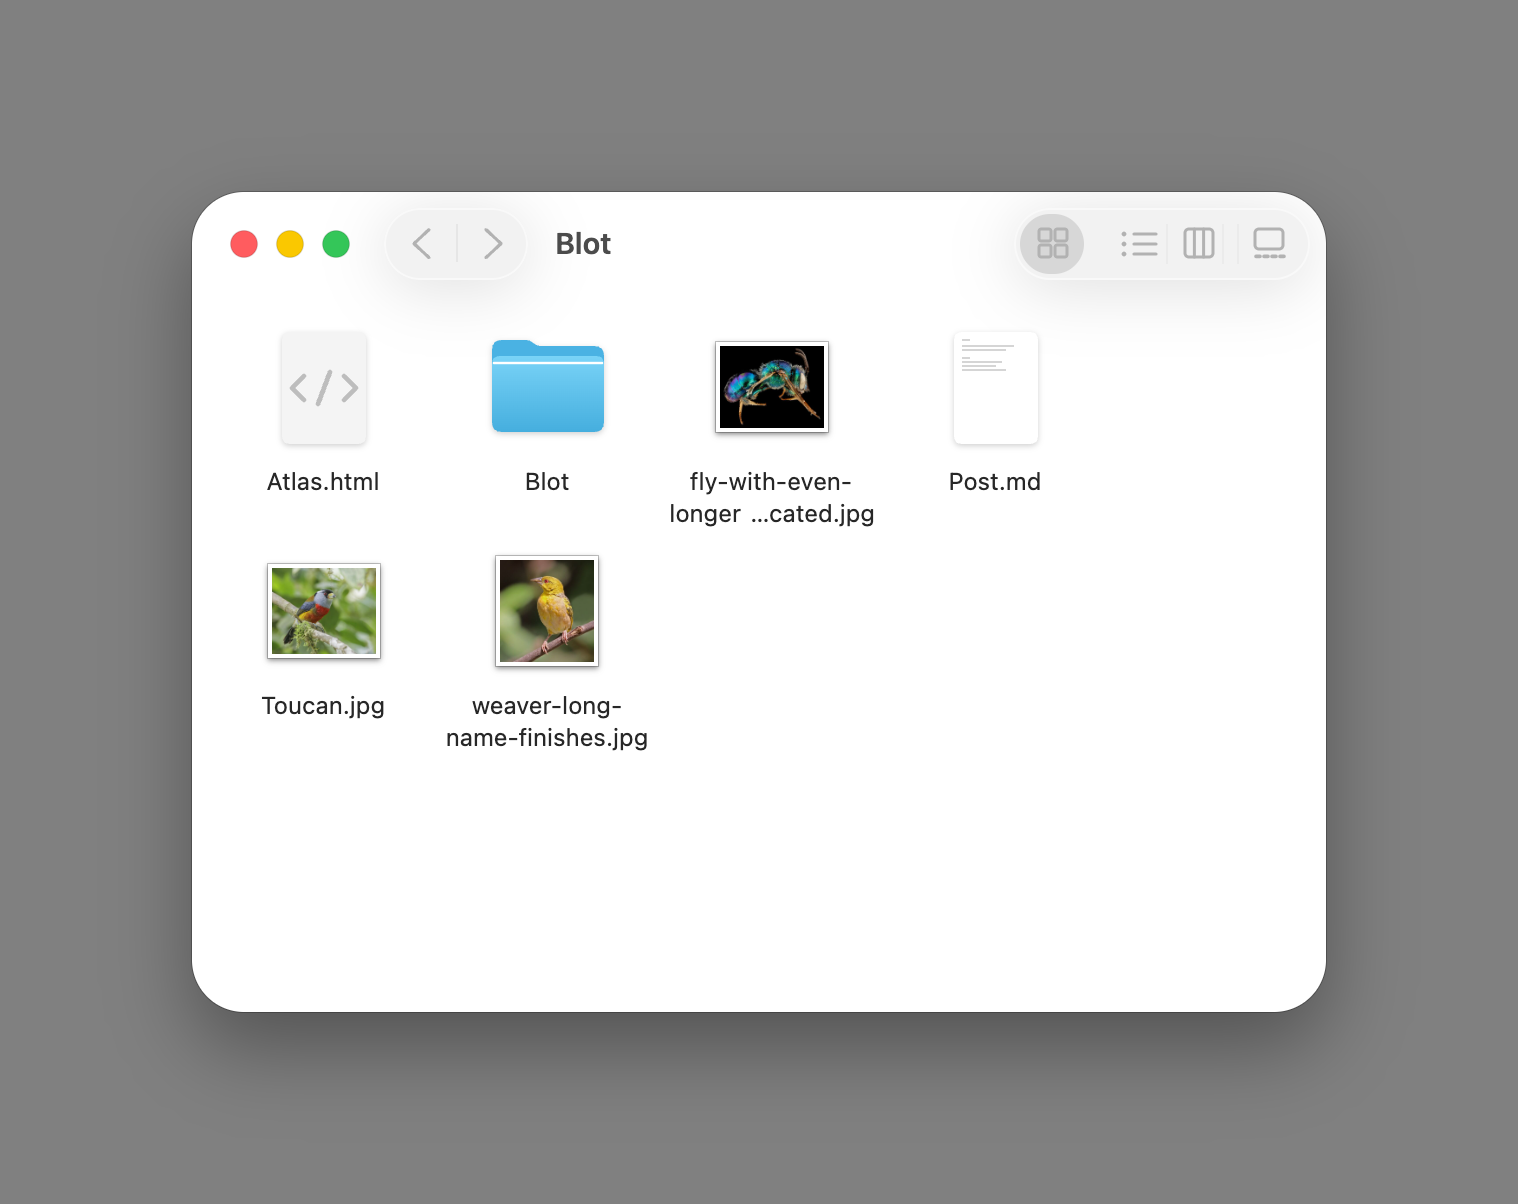 Blot
Atlas.html
Blot
fly-with-even-
longer ...cated.jpg
Post.md
Toucan.jpg
weaver-long-
name-finishes.jpg